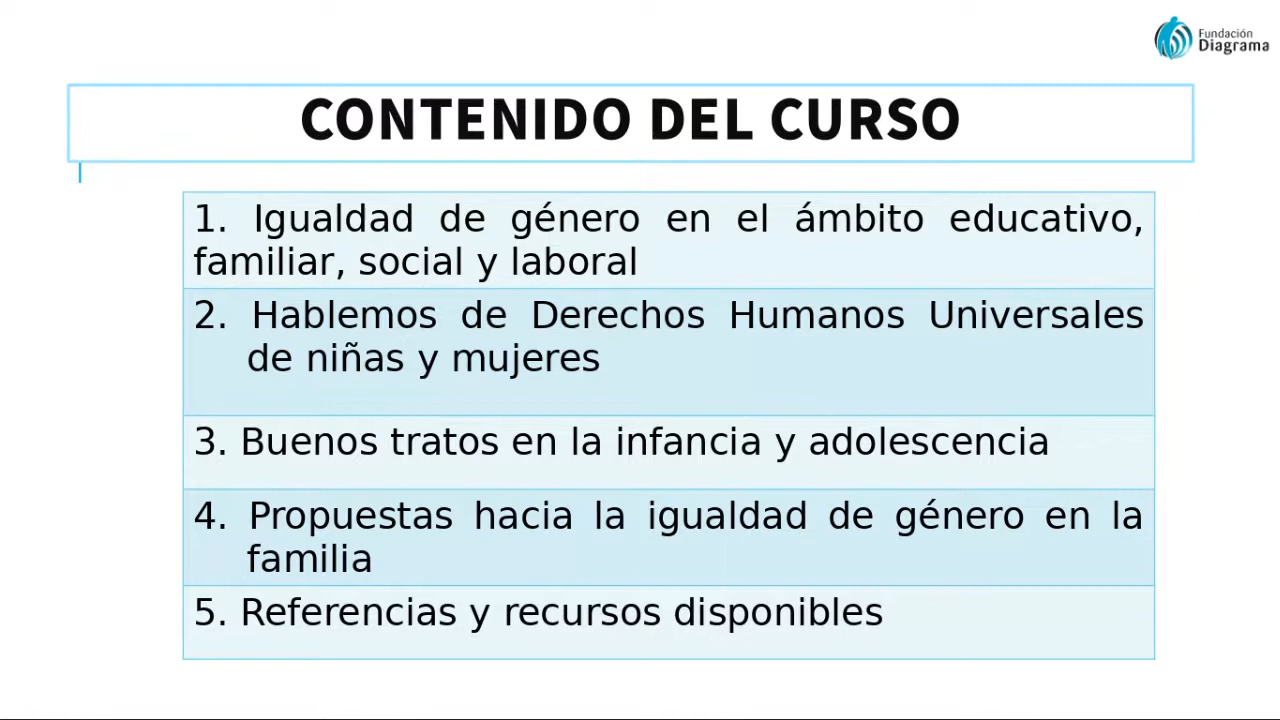 Fundación
Diagrama
CONTENIDO DEL CURSO
1. Igualdad de género en el ámbito educativo,
familiar, social y laboral
2. Hablemos de Derechos Humanos Universales
de niñas y mujeres
3. Buenos tratos en la infancia y adolescencia
4. Propuestas hacia la igualdad de género en la
familia
5. Referencias y recursos disponibles